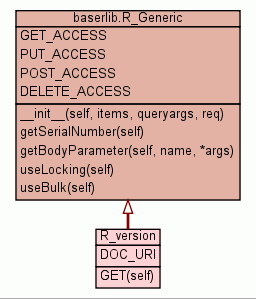 baserlib.R_Generic
GET_ACCESS
PUT_ACCESS
POST_ACCESS
DELETE_ACCESS
__init__(self, items, queryargs, req)
getSerialNumber(self)
getBodyParameter(self, name, *args)
useLocking(self)
useBulk(self)
R_version
DOC_URI
GET(self)